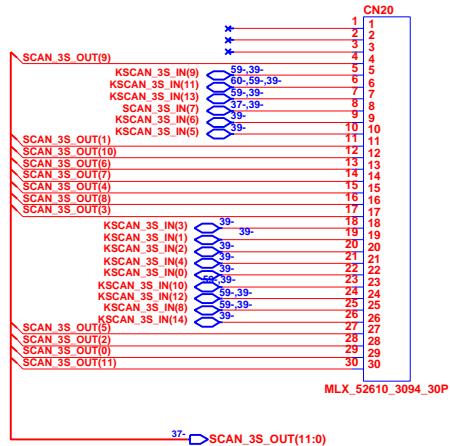 CN20
1 1
2 2
3 3
SCAN_3S_OUT(9) 4 4
KSCAN_3S_IN(9) 59-,39- 5 5
KSCAN_3S_IN(11) 60-,59-,39- 6 6
KSCAN_3S_IN(13) 59-,39- 7 7
SCAN_3S_IN(7) 37-,39- 8 8
KSCAN_3S_IN(6) 39- 9 9
KSCAN_3S_IN(5) 39- 10 10
SCAN_3S_OUT(1) 11 11
SCAN_3S_OUT(10) 12 12
SCAN_3S_OUT(6) 13 13
SCAN_3S_OUT(7) 14 14
SCAN_3S_OUT(4) 15 15
SCAN_3S_OUT(8) 16 16
SCAN_3S_OUT(3) 17 17
KSCAN_3S_IN(3) 39- 18 18
KSCAN_3S_IN(1) 39- 19 19
KSCAN_3S_IN(2) 39- 20 20
KSCAN_3S_IN(4) 39- 21 21
KSCAN_3S_IN(0) 39- 22 22
KSCAN_3S_IN(10) 59-,39- 23 23
KSCAN_3S_IN(12) 59-,39- 24 24
KSCAN_3S_IN(8) 59-,39- 25 25
KSCAN_3S_IN(14) 39- 26 26
SCAN_3S_OUT(5) 27 27
SCAN_3S_OUT(2) 28 28
SCAN_3S_OUT(0) 29 29
SCAN_3S_OUT(11) 30 30
MLX_52610_3094_30P
37- SCAN_3S_OUT(11:0)